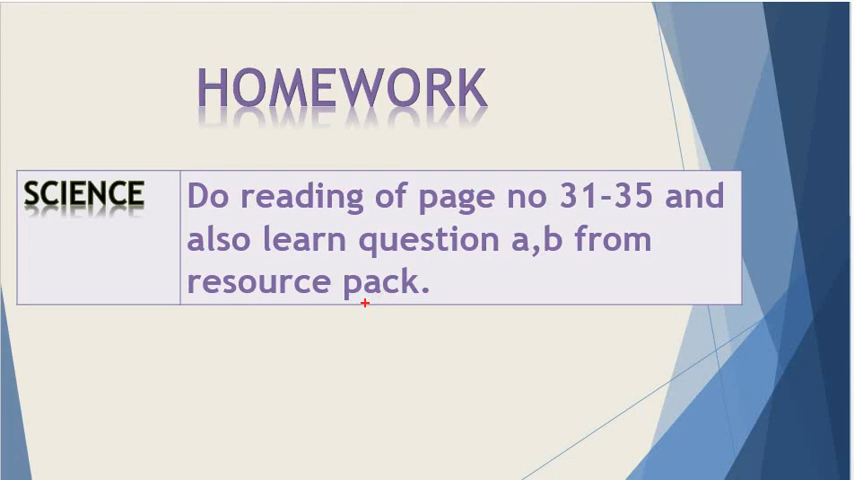 HOMEWORK
SCIENCE
Do reading of page no 31-35 and
also learn question a,b from
resource pack.